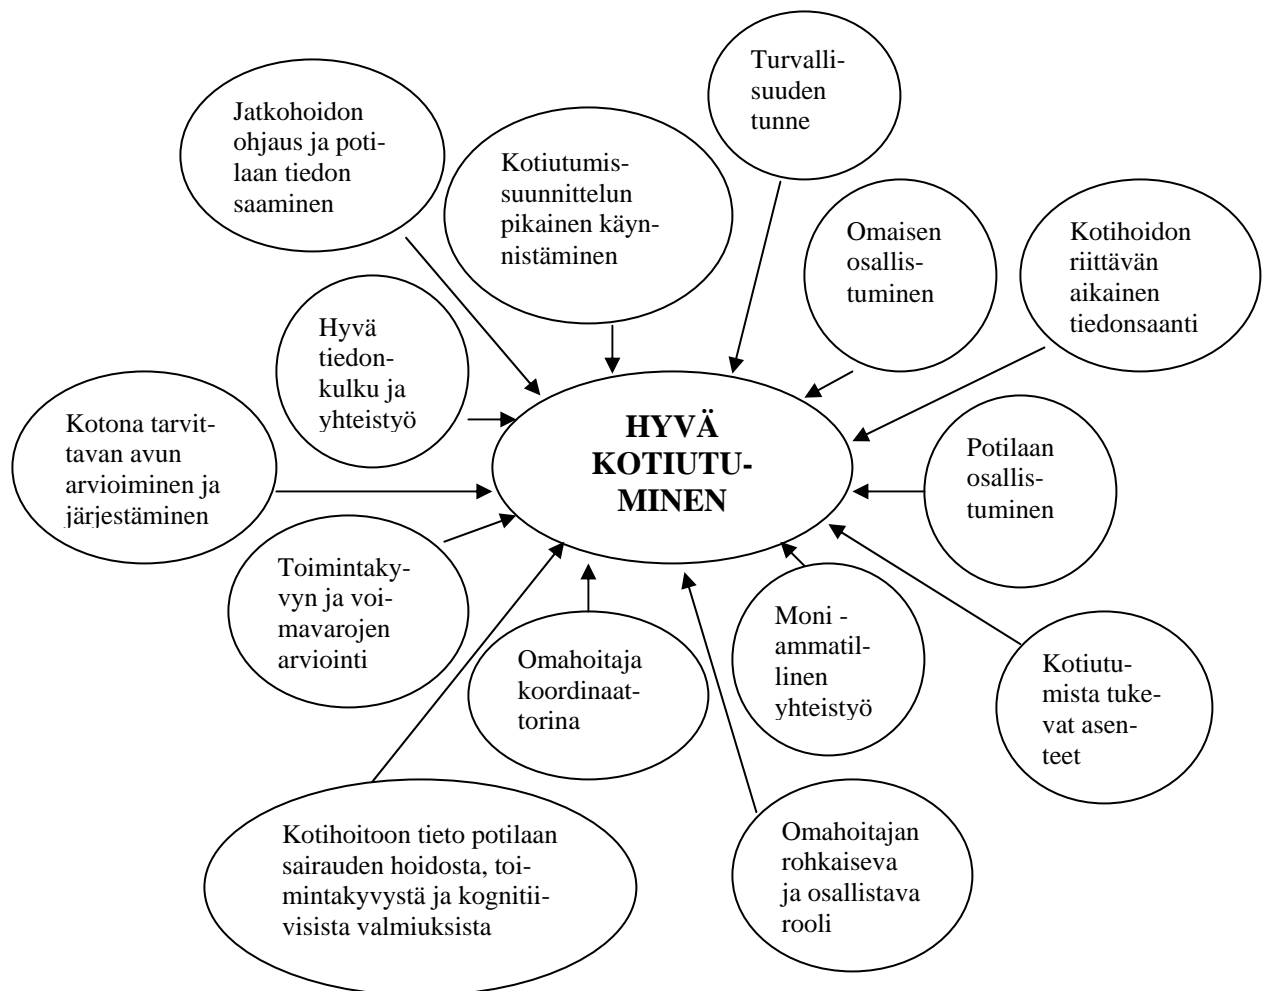 Turvalli-
suuden
tunne
Jatkohoidon
ohjaus ja poti-
laan tiedon
saaminen
Kotiutumis-
suunnittelun
pikainen käyn-
nistäminen
Omaisen
osallis-
tuminen
Kotihoidon
riittävän
aikainen
tiedonsaanti
Hyvä
tiedon-
kulku ja
yhteistyö
Kotona tarvit-
tavan avun
arvioiminen ja
järjestäminen
HYVÄ
KOTIUTU-
MINEN
Potilaan
osallis-
tuminen
Toimintaky-
vyn ja voi-
mavarojen
arviointi
Omahoitaja
koordinaat-
torina
Moni -
ammatil-
linen
yhteistyö
Kotiutu-
mista tuke-
vat asen-
teet
Kotihoitoon tieto potilaan
sairauden hoidosta, toi-
mintakyvystä ja kognitii-
visista valmiuksista
Omahoitajan
rohkaiseva
ja osallistava
rooli